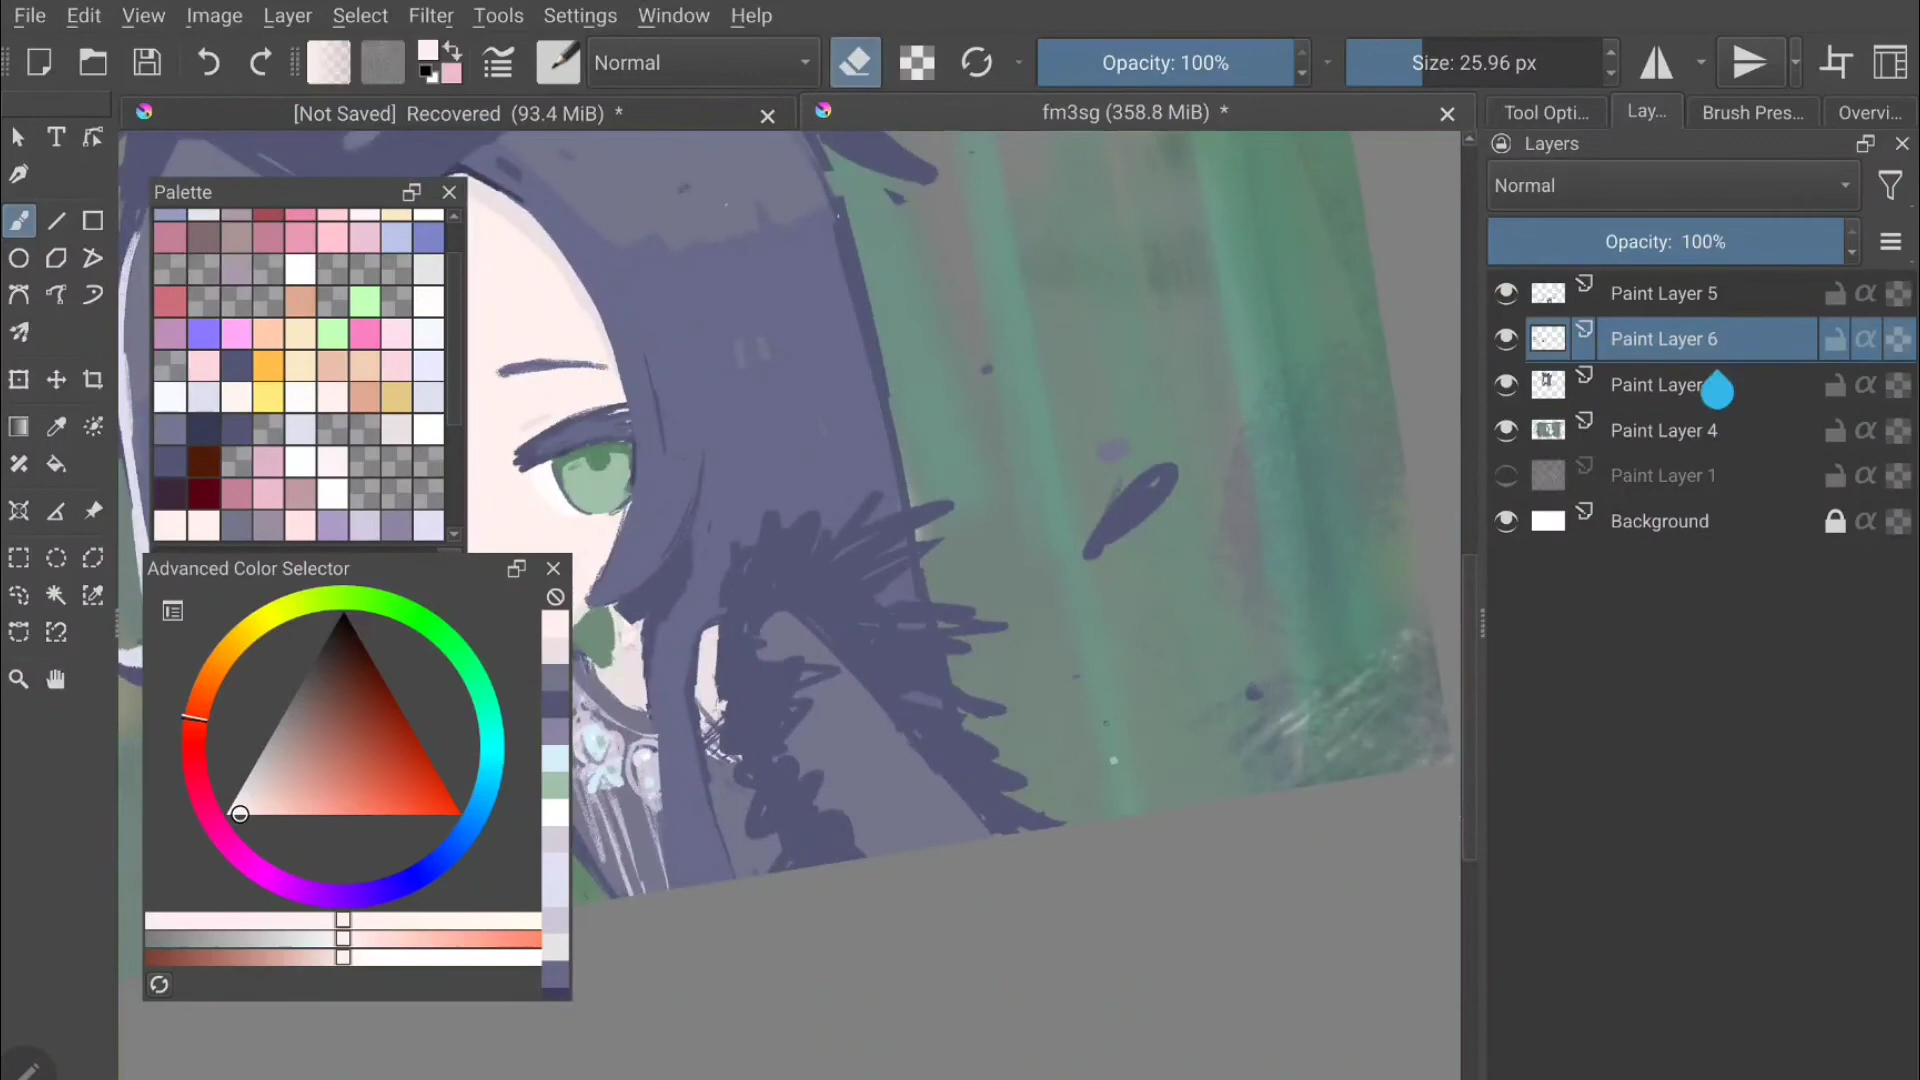 File Edit View Image Layer Select Filter Tools Settings Window Help
Normal
Opacity: 100%
Size: 25.96 px
[Not Saved] Recovered (93.4 MiB) *
fm3sg (358.8 MiB) *
Tool Opti...
Lay...
Brush Pres...
Overvi...
Layers
Normal
Opacity: 100%
Paint Layer 5
Paint Layer 6
Paint Layer
Paint Layer 4
Paint Layer 1
Background
Palette
Advanced Color Selector